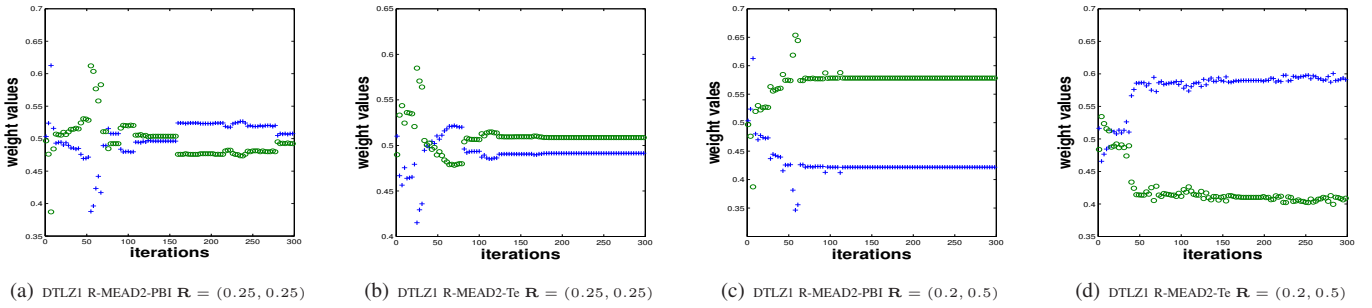 0.7
0.65
0.6
0.55
0.5
0.45
0.4
0.35
weight values
0 50 100 150 200 250 300
iterations
0.65
0.6
0.55
0.5
0.45
0.4
weight values
0 50 100 150 200 250 300
iterations
0.7
0.65
0.6
0.55
0.5
0.45
0.4
0.35
weight vales
0 50 100 150 200 250 300
iterations
0.7
0.65
0.6
0.55
0.5
0.45
0.4
0.35
weight values
0 50 100 150 200 250 300
iterations
(a) DTLZ1 R-MEAD2-PBI R = (0.25, 0.25)
(b) DTLZ1 R-MEAD2-Te R = (0.25, 0.25)
(c) DTLZ1 R-MEAD2-PBI R = (0.2, 0.5)
(d) DTLZ1 R-MEAD2-Te R = (0.2, 0.5)